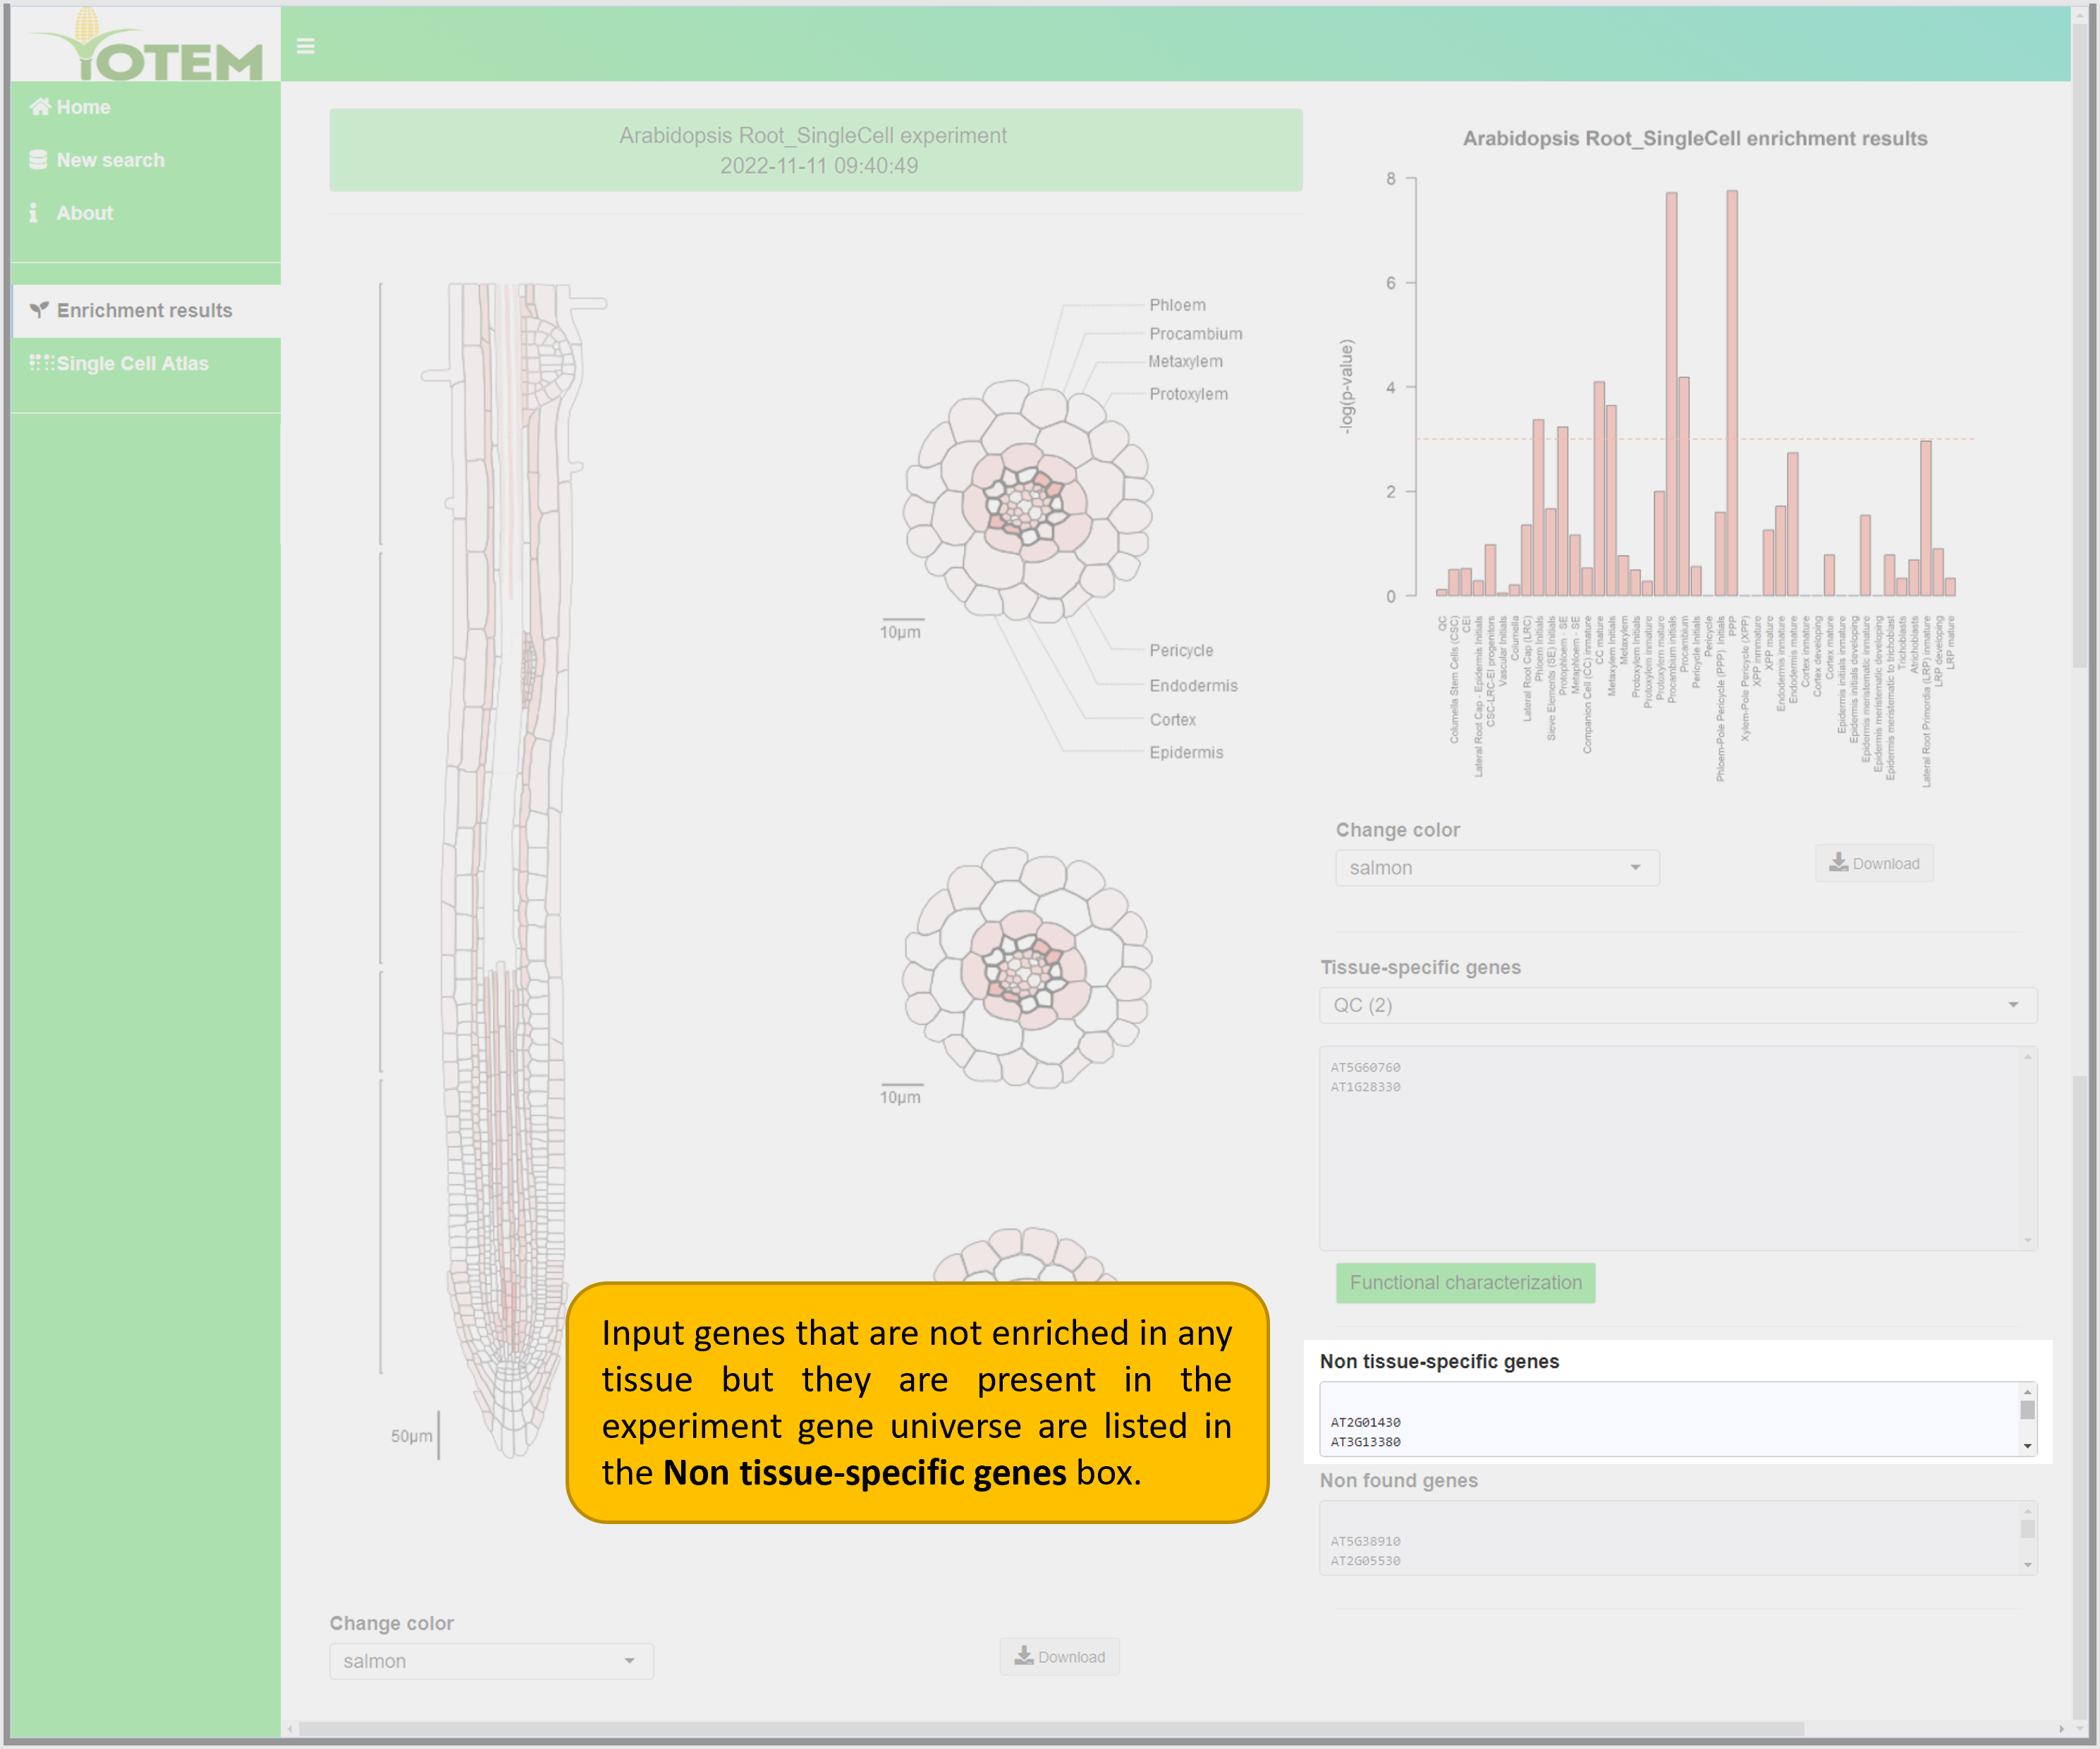 YOTEM
Home
New search
About
Enrichment results
Single Cell Atlas
Arabidopsis Root_SingleCell experiment
2022-11-11 09:40:49
Phloem
Procambium
Metaxylem
Protoxylem
10µm
Pericycle
Endodermis
Cortex
Epidermis
10µm
50µm
Input genes that are not enriched in any
tissue but they are present in the
experiment gene universe are listed in
the Non tissue-specific genes box.
Change color
salmon
Download
Arabidopsis Root_SingleCell enrichment results
-log(p-value)
8
6
4
2
0
QC
Columella Stem Cells (CSC)
CEI
Lateral Root Cap - Epidermis Initials
CSC-LRC-EI progenitors
Vascular Initials
Columella
Lateral Root Cap (LRC)
Phloem Initials
Sieve Elements (SE) Initials
Protophloem - SE
Metaphloem - SE
Companion Cell (CC) inmature
CC mature
Metaxylem Initials
Metaxylem
Protoxylem Initials
Protoxylem inmature
Protoxylem mature
Procambium initials
Procambium
Pericycle Initials
Pericycle
Phloem-Pole Pericycle (PPP) Initials
PPP
Xylem-Pole Pericycle (XPP)
XPP inmature
XPP mature
Endodermis inmature
Endodermis mature
Cortex inmature
Cortex developing
Cortex mature
Epidermis initials inmature
Epidermis initials developing
Epidermis meristematic inmature
Epidermis meristematic developing
Epidermis meristematic to trichoblast
Trichoblasts
Atrichoblasts
Lateral Root Primordia (LRP) inmature
LRP developing
LRP mature
Change color
salmon
Download
Tissue-specific genes
QC (2)
AT5G60760
AT1G28330
Functional characterization
Non tissue-specific genes
AT2G01430
AT3G13380
Non found genes
AT5G38910
AT2G05530